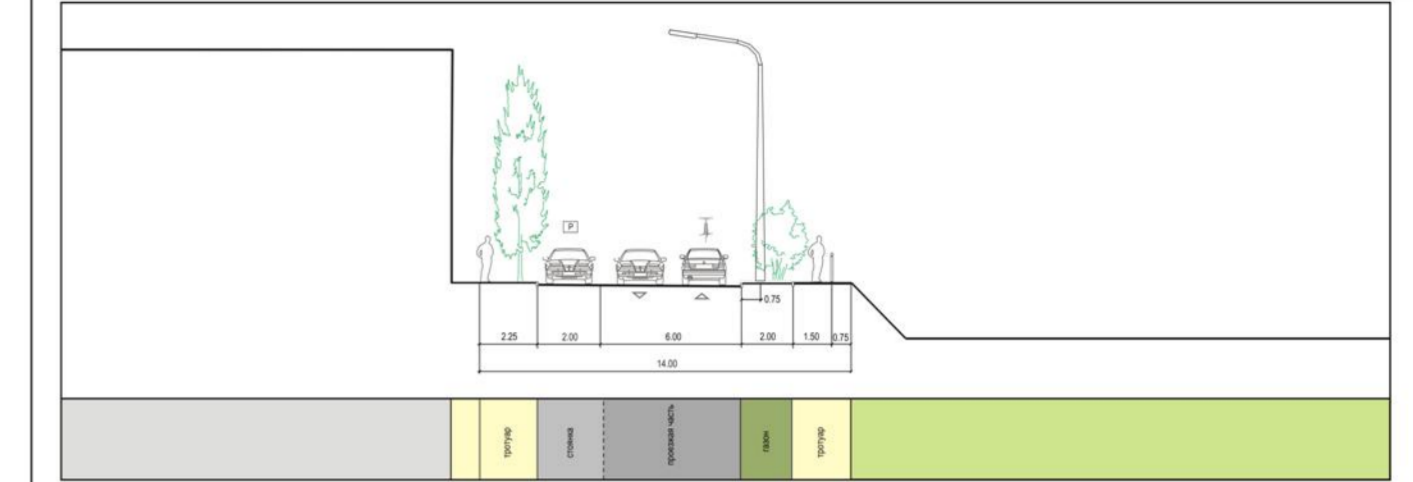 P
0.75
2.25 2.00 6.00 2.00 1.50 0.75
14.00
тротуар стоянка проезжая часть газон тротуар